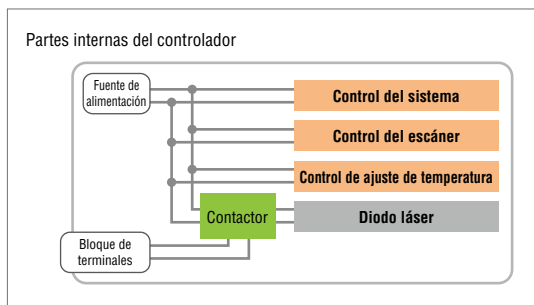 Partes internas del controlador
Fuente de
alimentación
Control del sistema
Control del escáner
Control de ajuste de temperatura
Contactor
Diodo láser
Bloque de
terminales